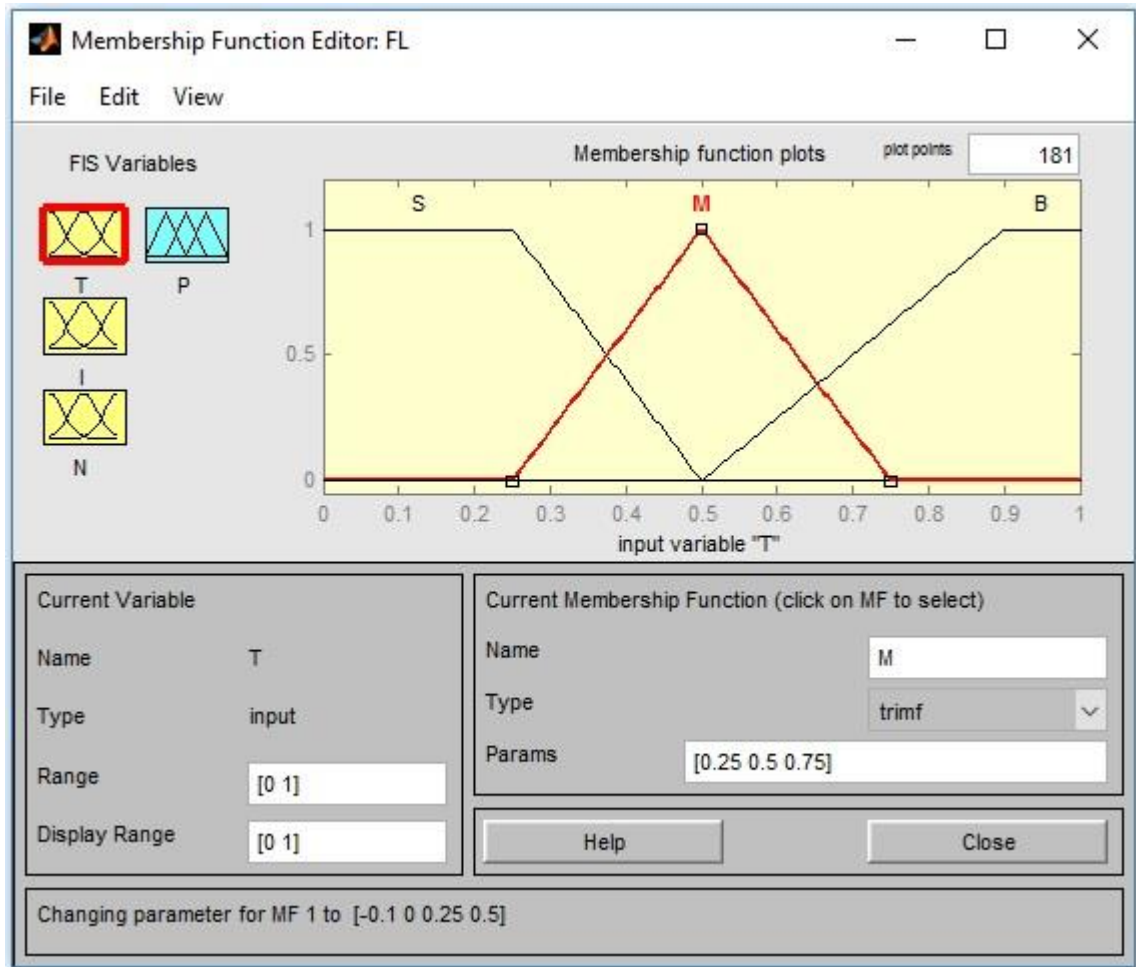 Membership Function Editor: FL
File Edit View
FIS Variables
T P
I
N
Membership function plots plot points 181
S M B
1
0.5
0
0 0.1 0.2 0.3 0.4 0.5 0.6 0.7 0.8 0.9 1
input variable "T"
Current Variable
Name T
Type input
Range [0 1]
Display Range [0 1]
Current Membership Function (click on MF to select)
Name M
Type trimf
Params [0.25 0.5 0.75]
Help Close
Changing parameter for MF 1 to [-0.1 0 0.25 0.5]